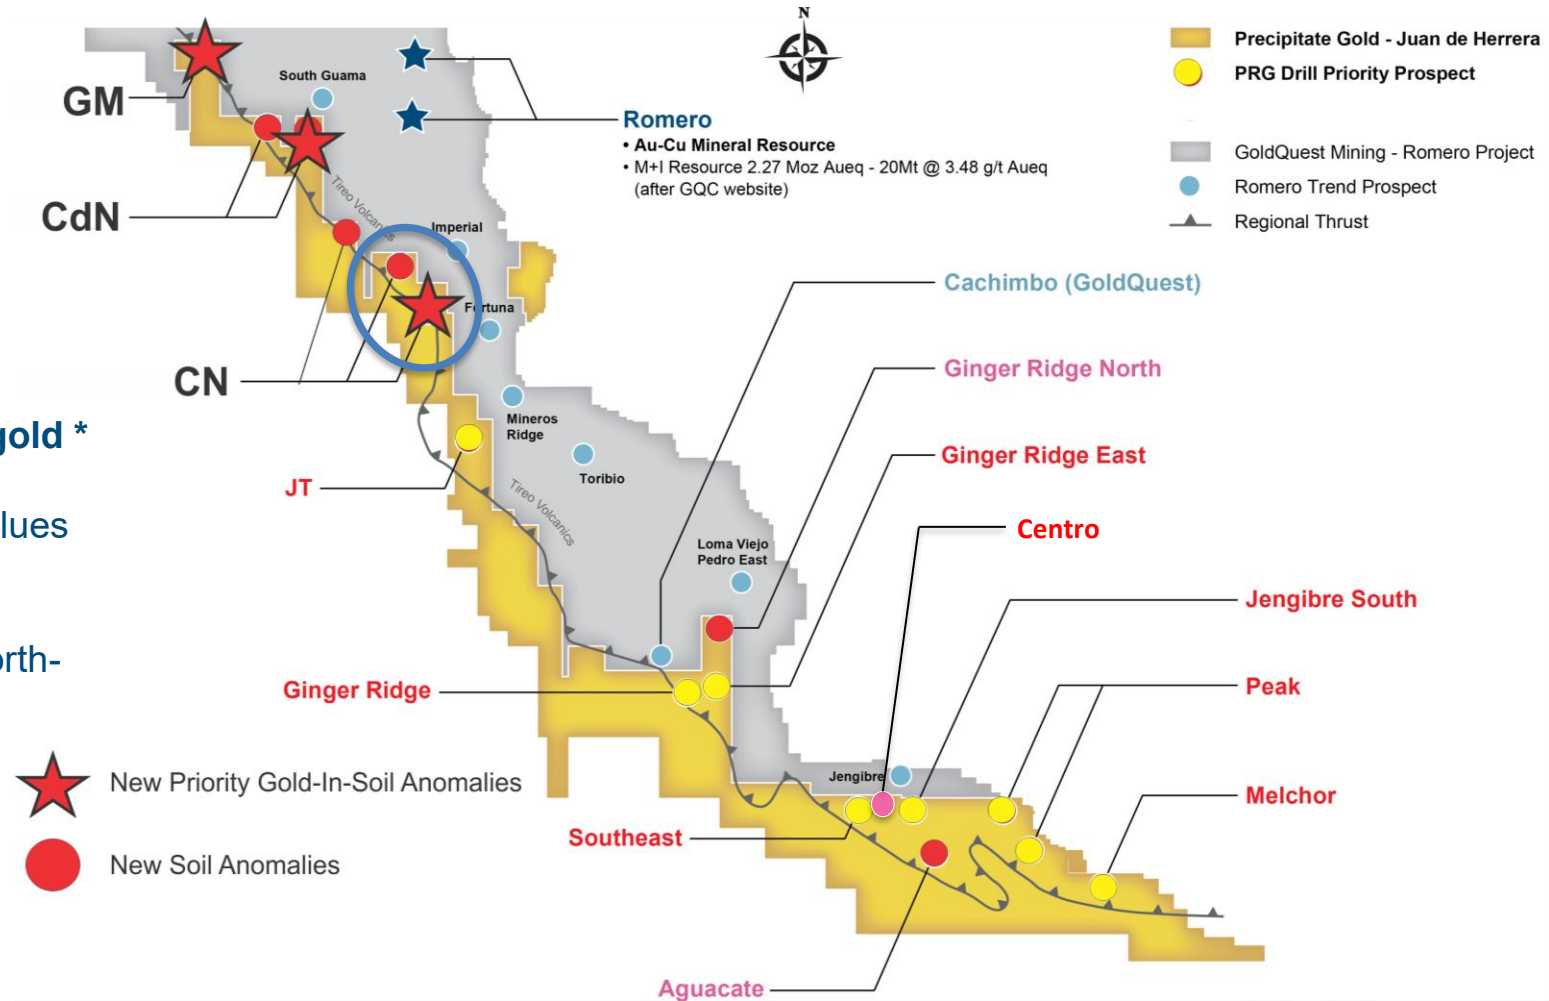 N
Precipitate Gold - Juan de Herrera
PRG Drill Priority Prospect
GoldQuest Mining - Romero Project
Romero Trend Prospect
Regional Thrust
GM
South Guama
Romero
• Au-Cu Mineral Resource
• M+I Resource 2.27 Moz Aueq - 20Mt @ 3.48 g/t Aueq
(after GQC website)
CdN
Tireo Volcanics
Imperial
Fortuna
CN
Cachimbo (GoldQuest)
Ginger Ridge North
Mineros
Ridge
gold *
Toribio
Ginger Ridge East
JT
Tireo Volcanics
lues
Centro
Loma Viejo
Pedro East
Jengibre South
orth-
Ginger Ridge
Peak
New Priority Gold-In-Soil Anomalies
Jengibre
Melchor
Southeast
New Soil Anomalies
Aguacate